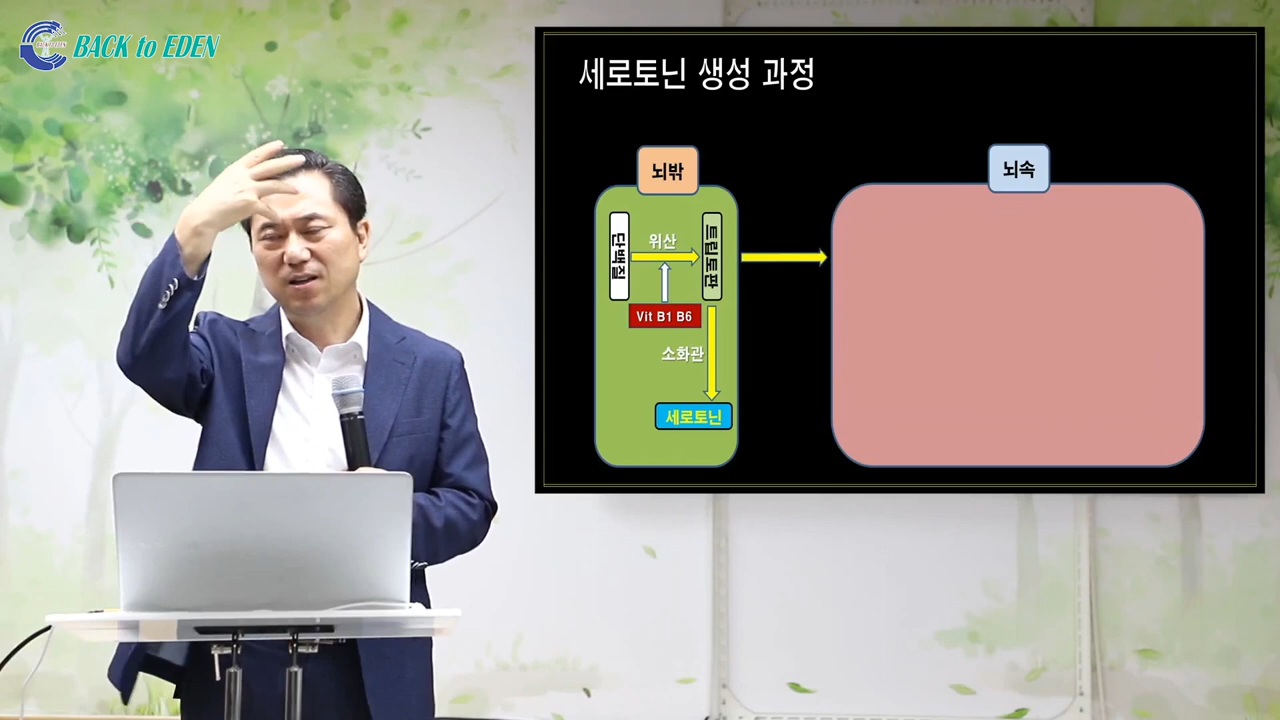 BACK to EDEN
세로토닌 생성 과정
뇌밖
뇌속
단백질
위산
트립토판
Vit B1 B6
소화관
세로토닌